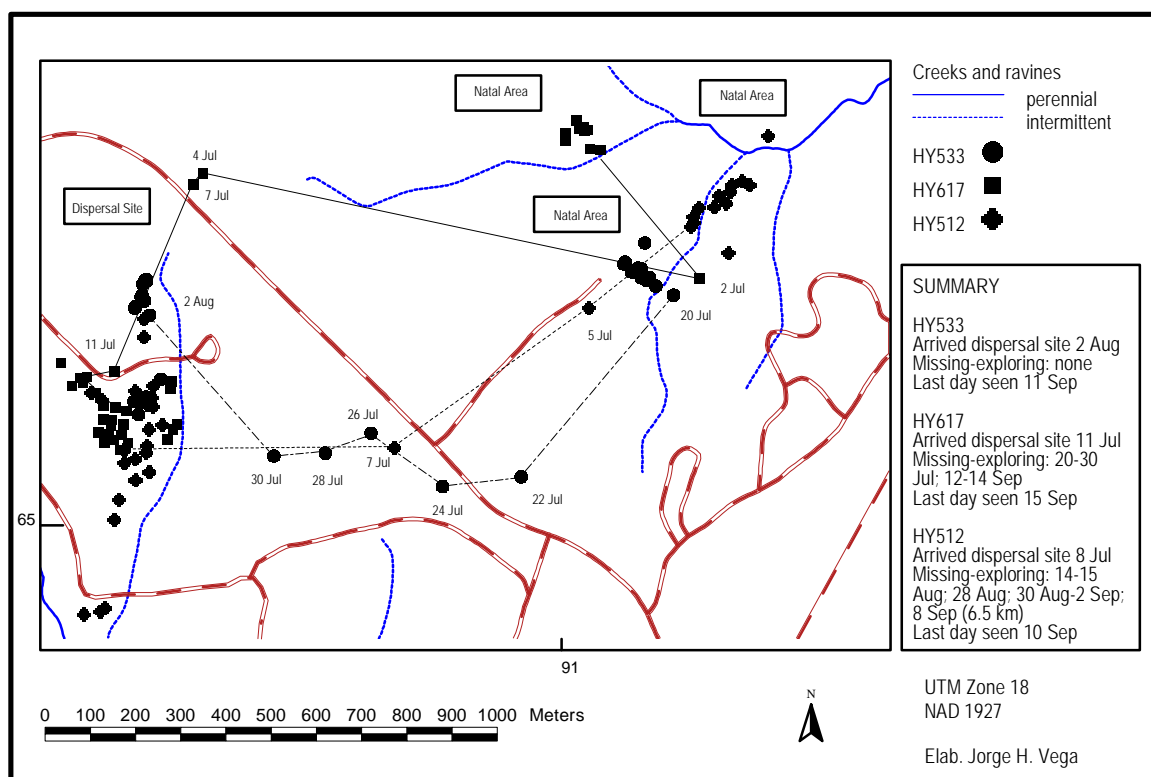 Natal Area
Natal Area
4 Jul
7 Jul
Dispersal Site
Natal Area
2 Jul
2 Aug
20 Jul
5 Jul
11 Jul
26 Jul
7 Jul
30 Jul
28 Jul
22 Jul
24 Jul
65
91
Creeks and ravines
perennial
intermittent
HY533
HY617
HY512
SUMMARY
HY533
Arrived dispersal site 2 Aug
Missing-exploring: none
Last day seen 11 Sep
HY617
Arrived dispersal site 11 Jul
Missing-exploring: 20-30
Jul; 12-14 Sep
Last day seen 15 Sep
HY512
Arrived dispersal site 8 Jul
Missing-exploring: 14-15
Aug; 28 Aug; 30 Aug-2 Sep;
8 Sep (6.5 km)
Last day seen 10 Sep
0 100 200 300 400 500 600 700 800 900 1000 Meters
N
UTM Zone 18
NAD 1927
Elab. Jorge H. Vega